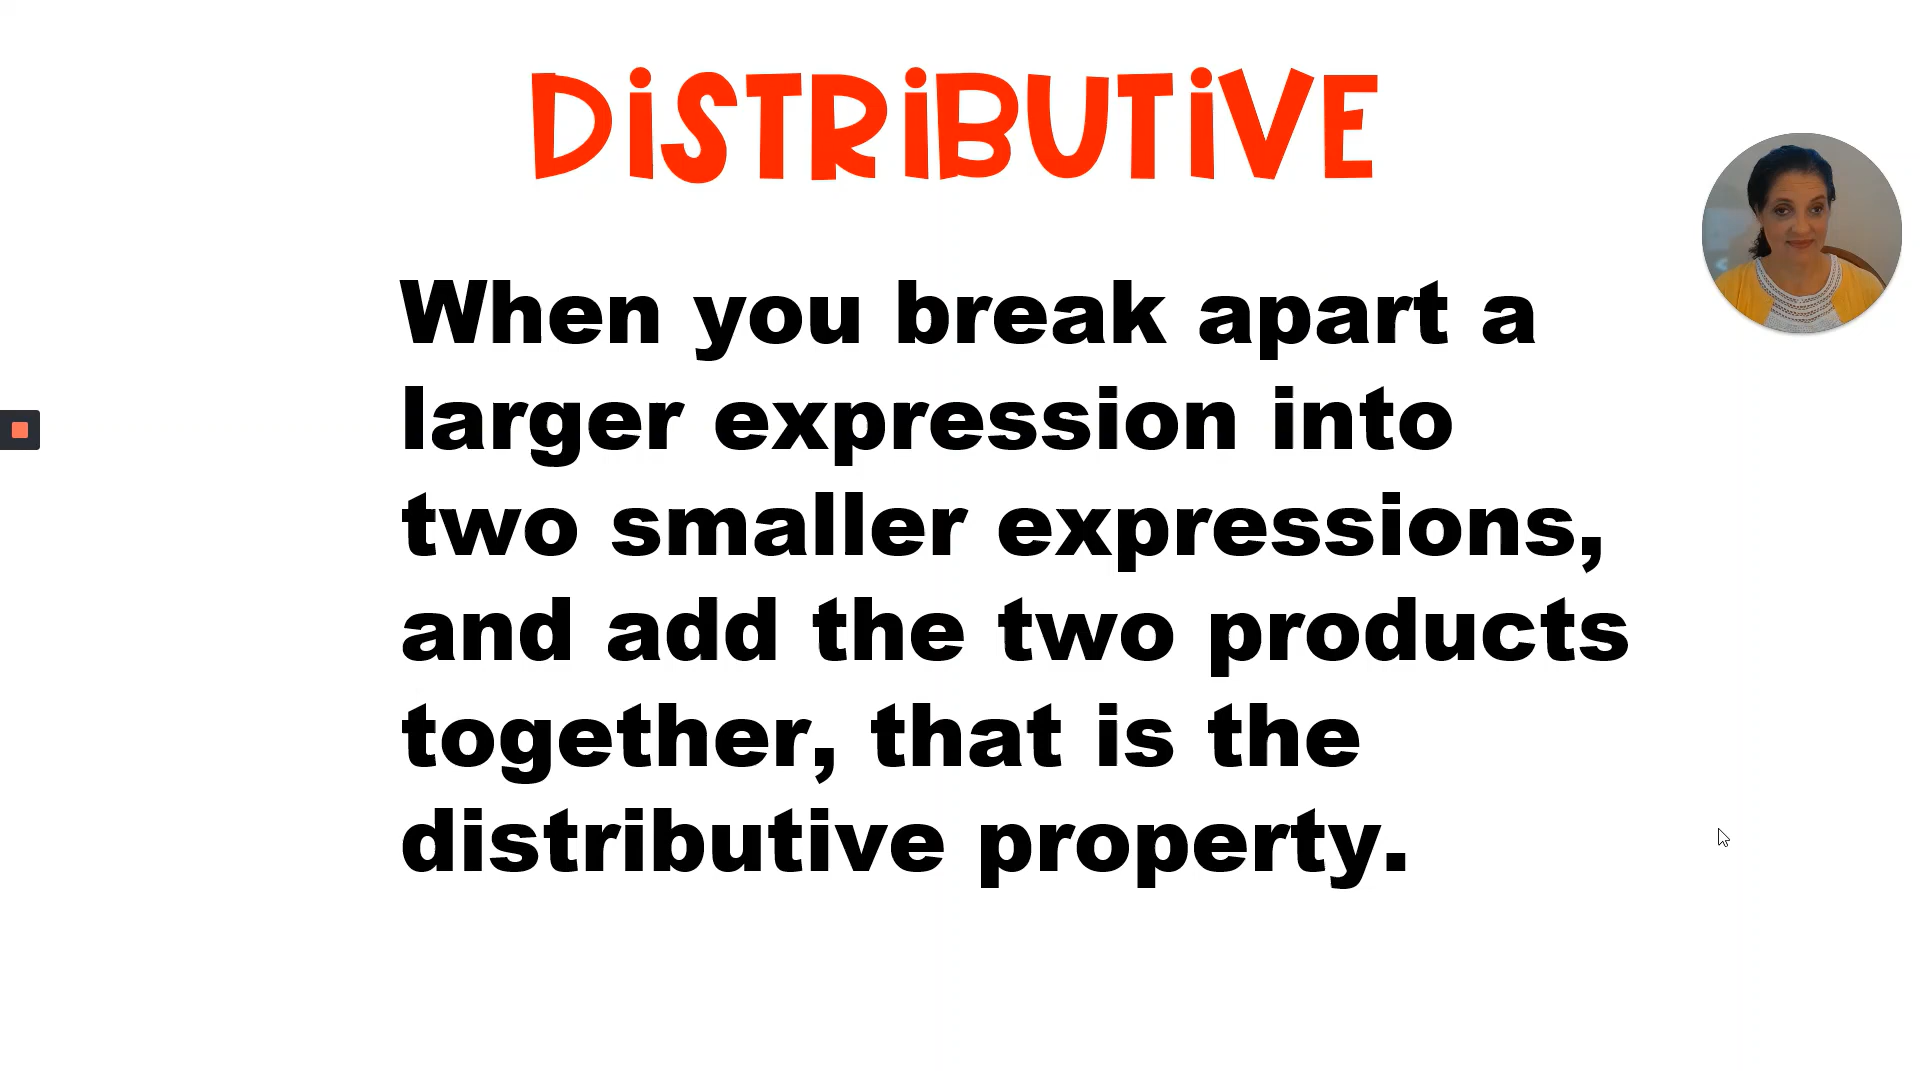 DiSTRiBUTiVE
When you break apart a
larger expression into
two smaller expressions,
and add the two products
together, that is the
distributive property.